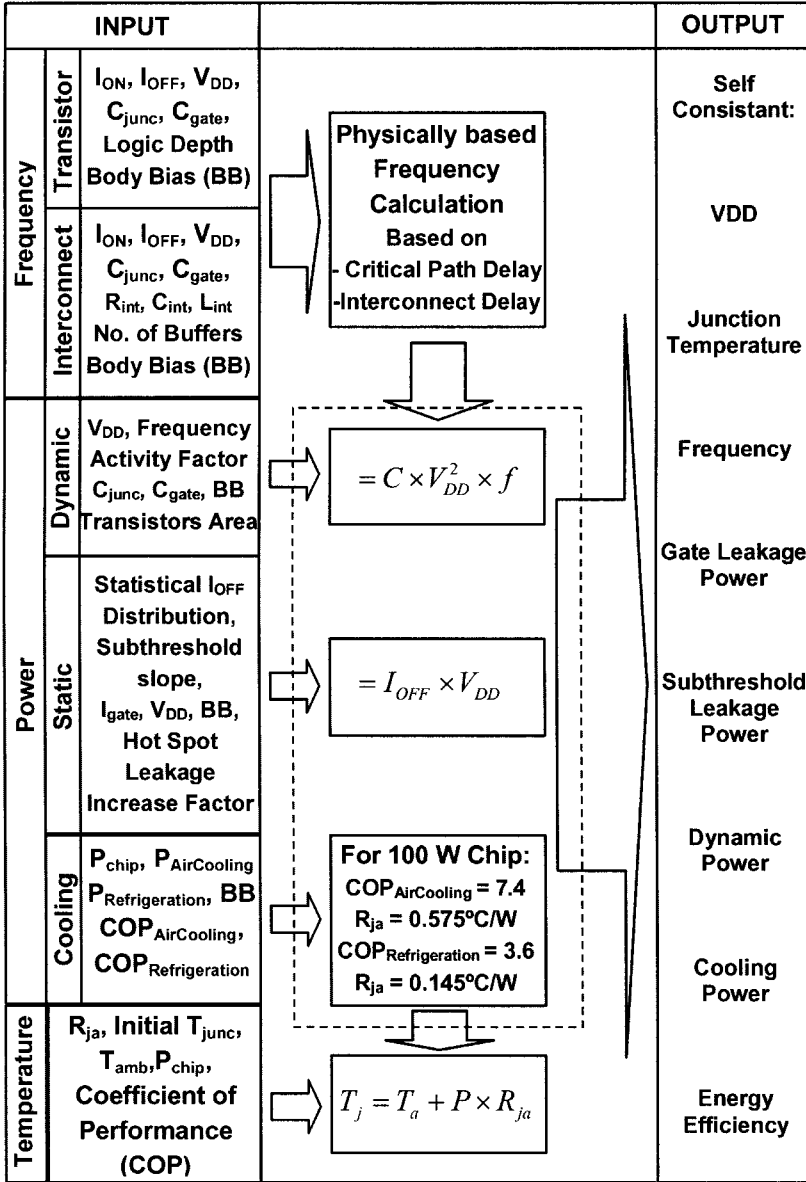 INPUT
OUTPUT
Frequency
Transistor
I_ON, I_OFF, V_DD,
C_junc, C_gate,
Logic Depth
Body Bias (BB)
Interconnect
I_ON, I_OFF, V_DD,
C_junc, C_gate,
R_int, C_int, L_int
No. of Buffers
Body Bias (BB)
Physically based
Frequency
Calculation
Based on
- Critical Path Delay
-Interconnect Delay
Power
Dynamic
V_DD, Frequency
Activity Factor
C_junc, C_gate, BB
Transistors Area
= C × V_DD^2 × f
Static
Statistical I_OFF
Distribution,
Subthreshold
slope,
I_gate, V_DD, BB,
Hot Spot
Leakage
Increase Factor
= I_OFF × V_DD
Cooling
P_chip, P_AirCooling
P_Refrigeration, BB
COP_AirCooling,
COP_Refrigeration
For 100 W Chip:
COP_AirCooling = 7.4
R_ja = 0.575ºC/W
COP_Refrigeration = 3.6
R_ja = 0.145ºC/W
Temperature
R_ja, Initial T_junc,
T_amb,P_chip,
Coefficient of
Performance
(COP)
T_j = T_a + P × R_ja
Self
Consistant:
VDD
Junction
Temperature
Frequency
Gate Leakage
Power
Subthreshold
Leakage
Power
Dynamic
Power
Cooling
Power
Energy
Efficiency